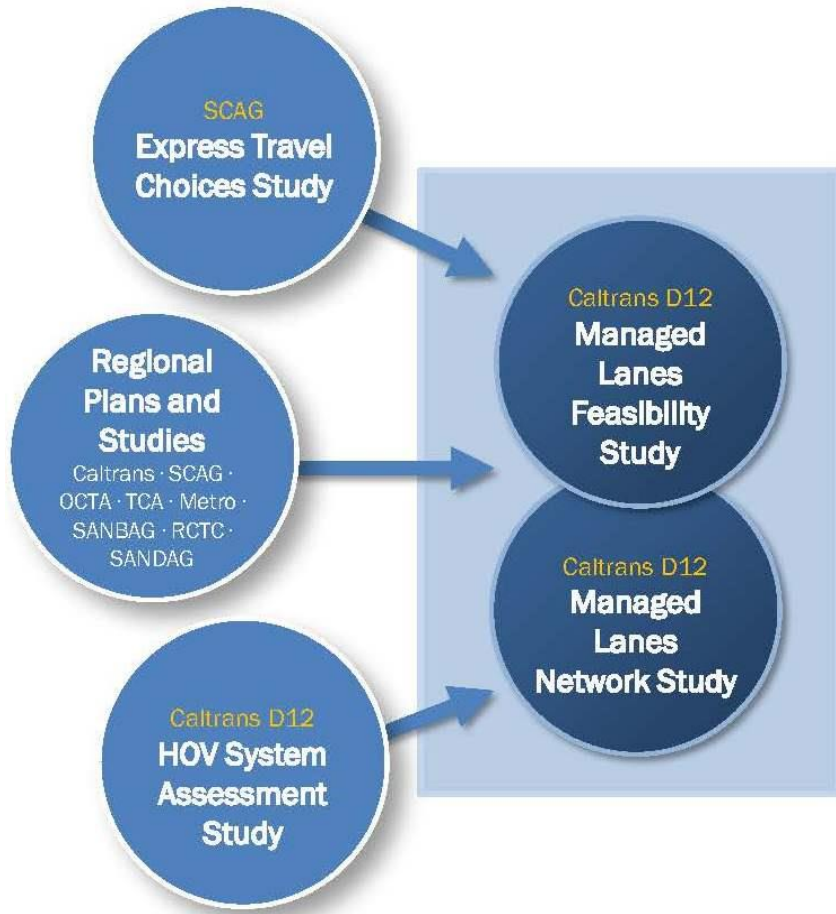 SCAG
Express Travel
Choices Study
Regional
Plans and
Studies
Caltrans · SCAG ·
OCTA · TCA · Metro ·
SANBAG · RCTC ·
SANDAG
Caltrans D12
HOV System
Assessment
Study
Caltrans D12
Managed
Lanes
Feasibility
Study
Caltrans D12
Managed
Lanes
Network Study